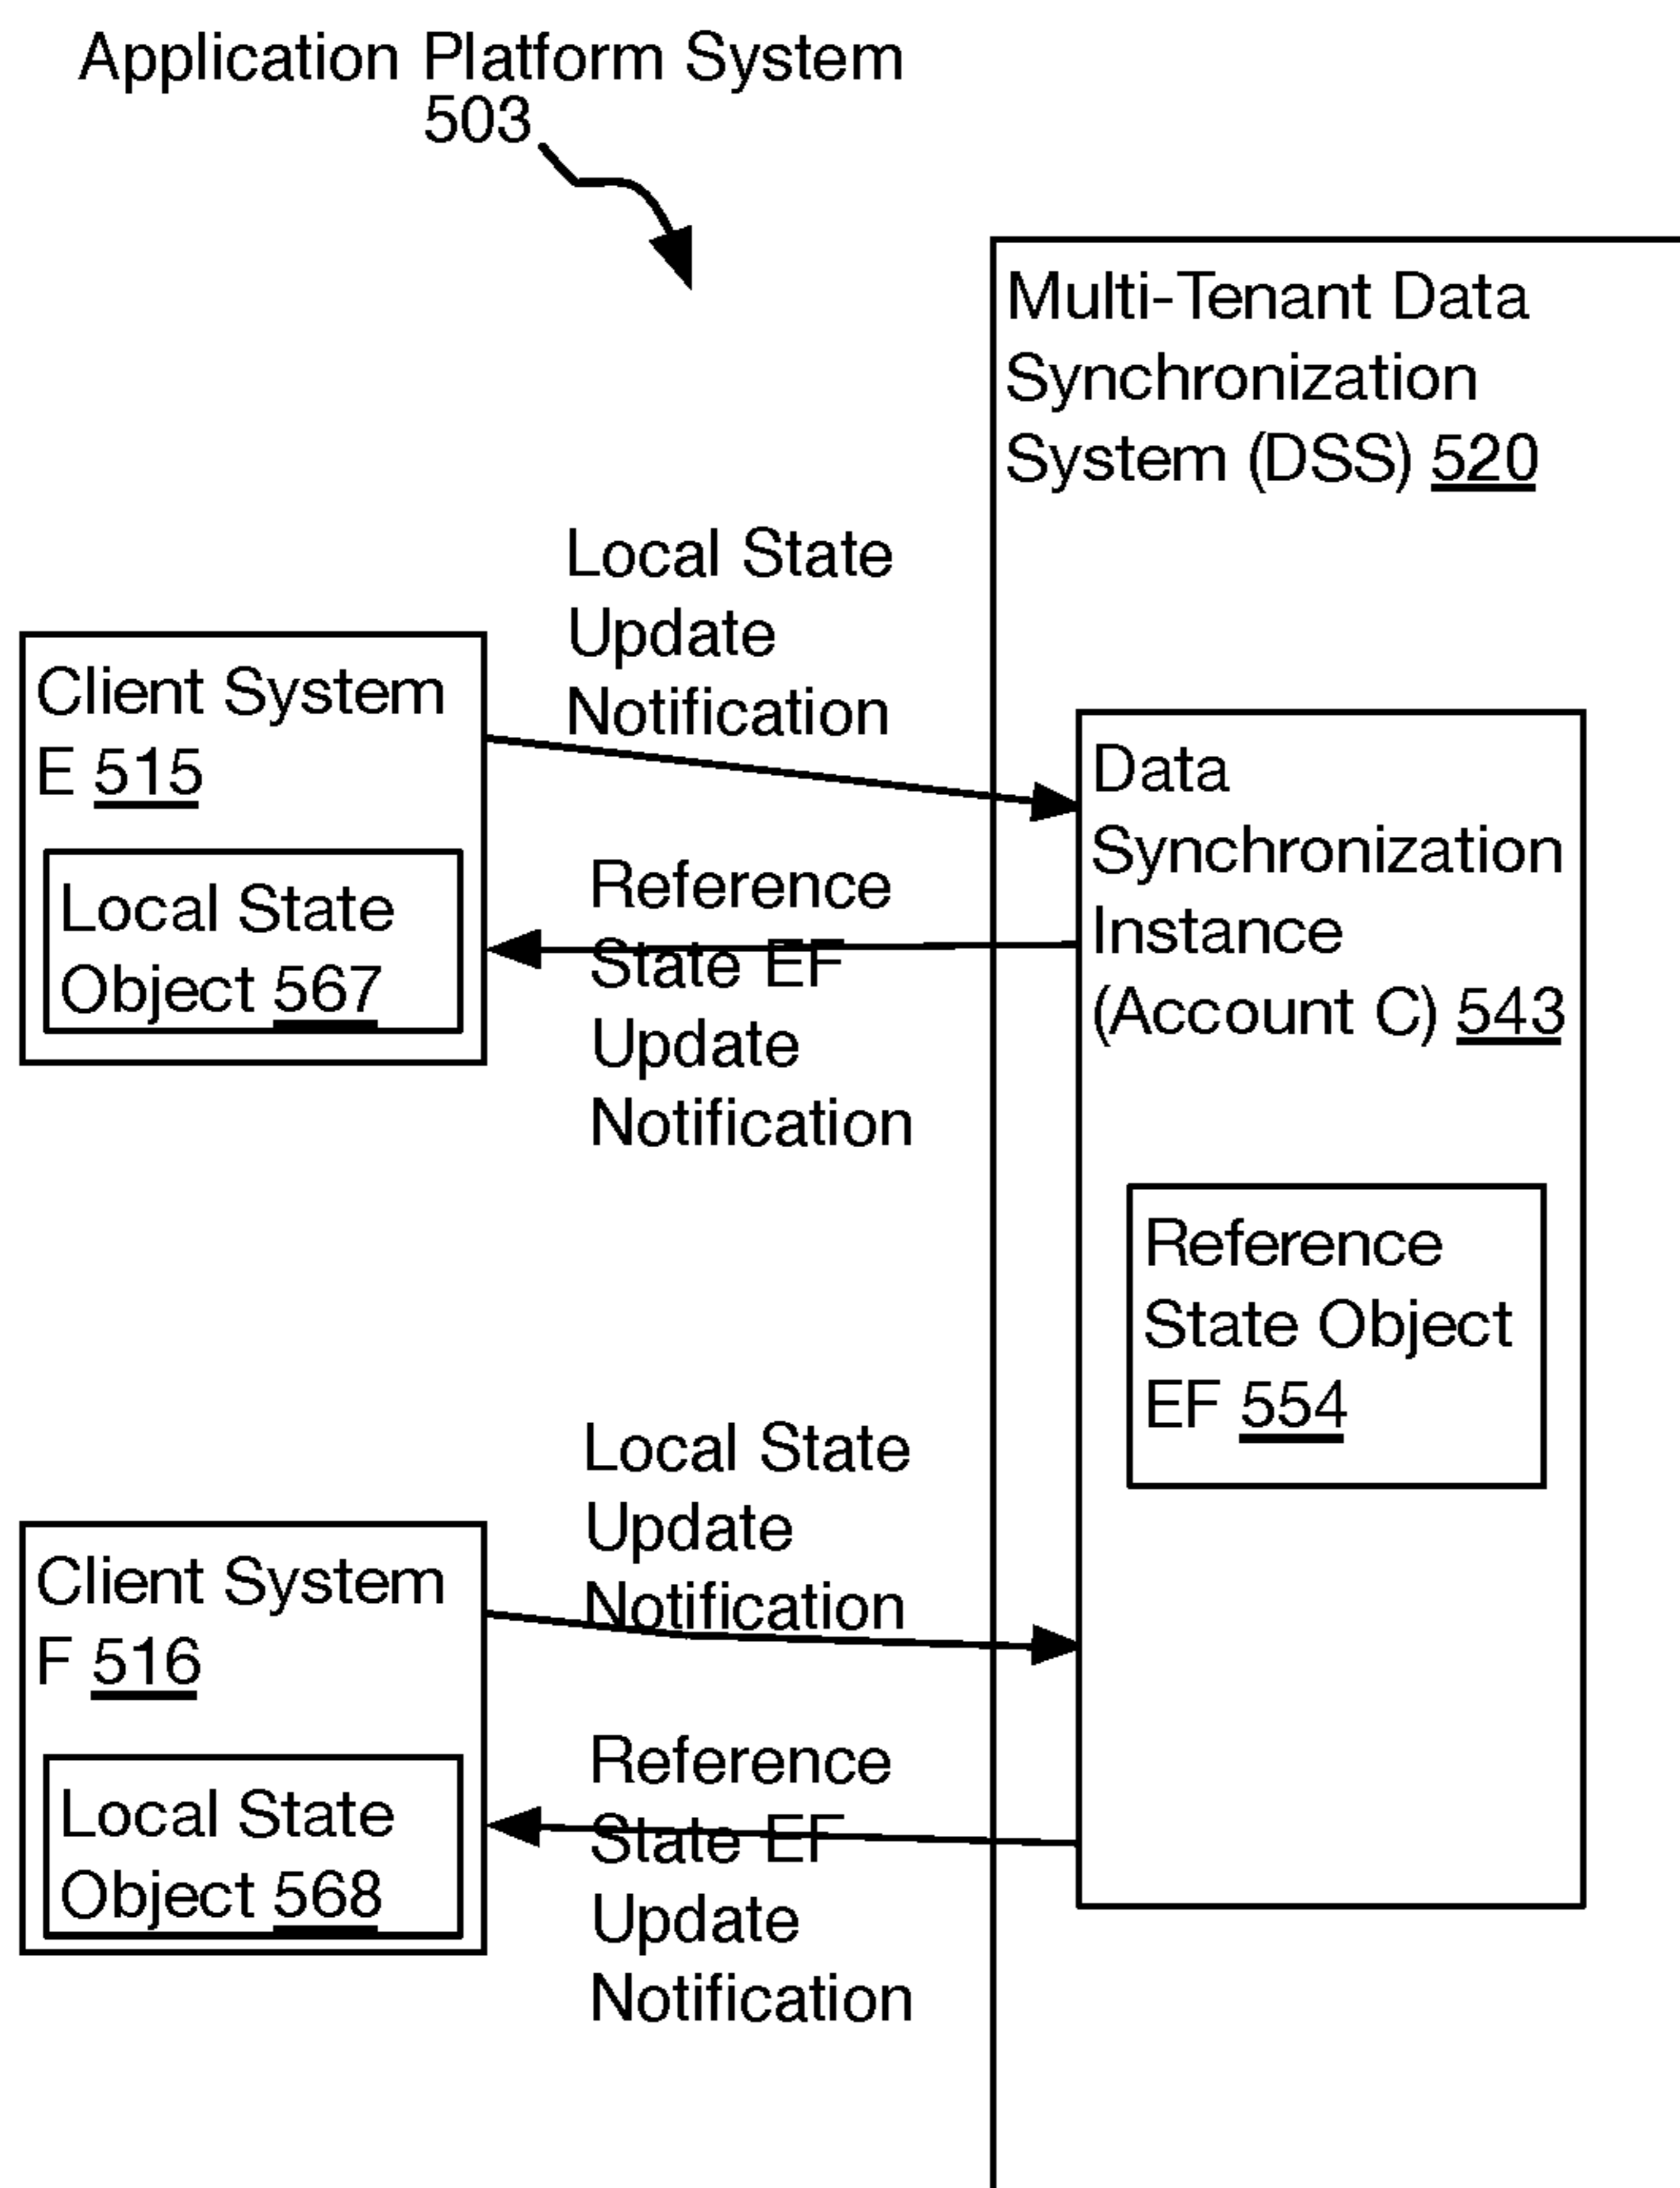 Application Platform System
503
Multi-Tenant Data
Synchronization
System (DSS) 520
Local State
Update
Notification
Client System
E 515
Local State
Object 567
Reference
State EF
Update
Notification
Data
Synchronization
Instance
(Account C) 543
Reference
State Object
EF 554
Local State
Update
Notification
Client System
F 516
Local State
Object 568
Reference
State EF
Update
Notification